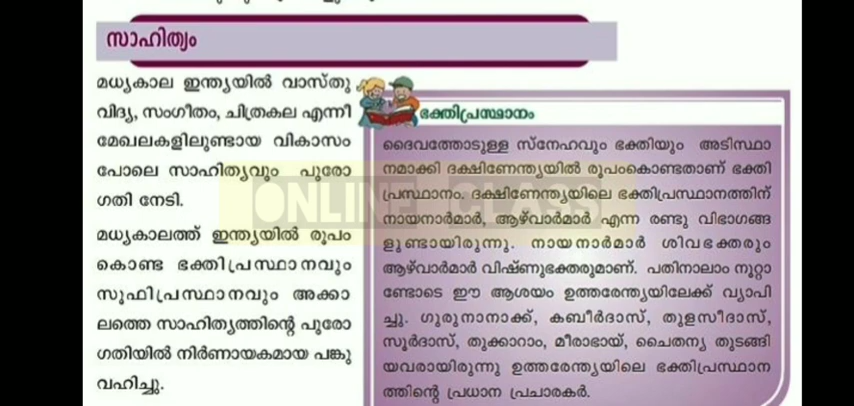 സാഹിത്യം
മധ്യകാല ഇന്ത്യയിൽ വാസ്തു
വിദ്യ, സംഗീതം, ചിത്രകല എന്നീ
മേഖലകളിലുണ്ടായ വികാസം
പോലെ സാഹിത്യവും പുരോ
ഗതി നേടി.
മധ്യകാലത്ത് ഇന്ത്യയിൽ രൂപം
കൊണ്ട ഭക്തിപ്രസ്ഥാനവും
സൂഫിപ്രസ്ഥാനവും അക്കാ
ലത്തെ സാഹിത്യത്തിന്റെ പുരോ
ഗതിയിൽ നിർണായകമായ പങ്കു
വഹിച്ചു.
ഭക്തിപ്രസ്ഥാനം
ദൈവത്തോടുള്ള സ്നേഹവും ഭക്തിയും അടിസ്ഥാ
നമാക്കി ദക്ഷിണേന്ത്യയിൽ രൂപംകൊണ്ടതാണ് ഭക്തി
പ്രസ്ഥാനം. ദക്ഷിണേന്ത്യയിലെ ഭക്തിപ്രസ്ഥാനത്തിന്
നായനാർമാർ, ആഴ്‌വാർമാർ എന്ന രണ്ടു വിഭാഗങ്ങ
ളുണ്ടായിരുന്നു. നായനാർമാർ ശിവഭക്തരും
ആഴ്‌വാർമാർ വിഷ്ണുഭക്തരുമാണ്. പതിനാലാം നൂറ്റാ
ണ്ടോടെ ഈ ആശയം ഉത്തരേന്ത്യയിലേക്ക് വ്യാപി
ച്ചു. ഗുരുനാനാക്ക്, കബീർദാസ്, തുളസീദാസ്,
സൂർദാസ്, തുക്കാറാം, മീരാഭായ്, ചൈതന്യ തുടങ്ങി
യവരായിരുന്നു ഉത്തരേന്ത്യയിലെ ഭക്തിപ്രസ്ഥാന
ത്തിന്റെ പ്രധാന പ്രചാരകർ.
ONLINE CLASS